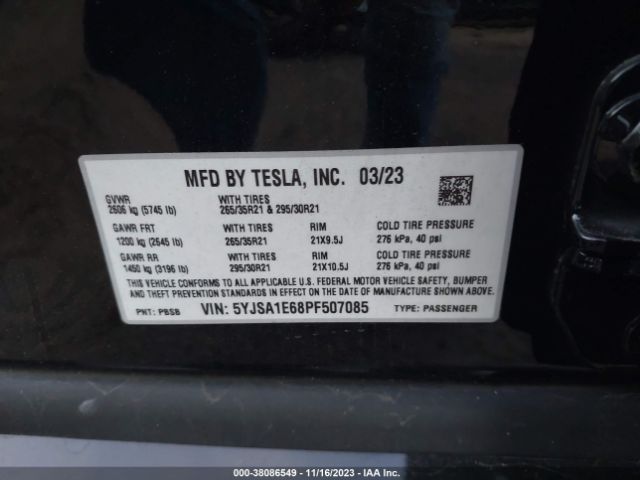 MFD BY TESLA, INC. 03/23
GVWR WITH TIRES
2606 kg (5745 lb) 265/35R21 & 295/30R21
GAWR FRT WITH TIRES RIM COLD TIRE PRESSURE
1200 kg (2645 lb) 265/35R21 21X9.5J 276 kPa, 40 psi
GAWR RR WITH TIRES RIM COLD TIRE PRESSURE
1450 kg (3196 lb) 295/30R21 21X10.5J 276 kPa, 40 psi
THIS VEHICLE CONFORMS TO ALL APPLICABLE U.S. FEDERAL MOTOR VEHICLE SAFETY, BUMPER
AND THEFT PREVENTION STANDARDS IN EFFECT ON THE DATE OF MANUFACTURE SHOWN ABOVE.
PNT: PBSB VIN: 5YJSA1E68PF507085 TYPE: PASSENGER
000-38086549 - 11/16/2023 - IAA Inc.